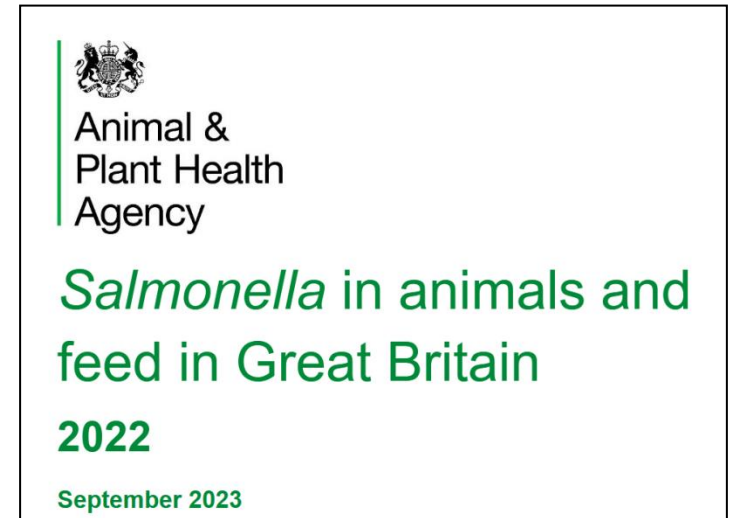 Animal &
Plant Health
Agency
Salmonella in animals and
feed in Great Britain
2022
September 2023